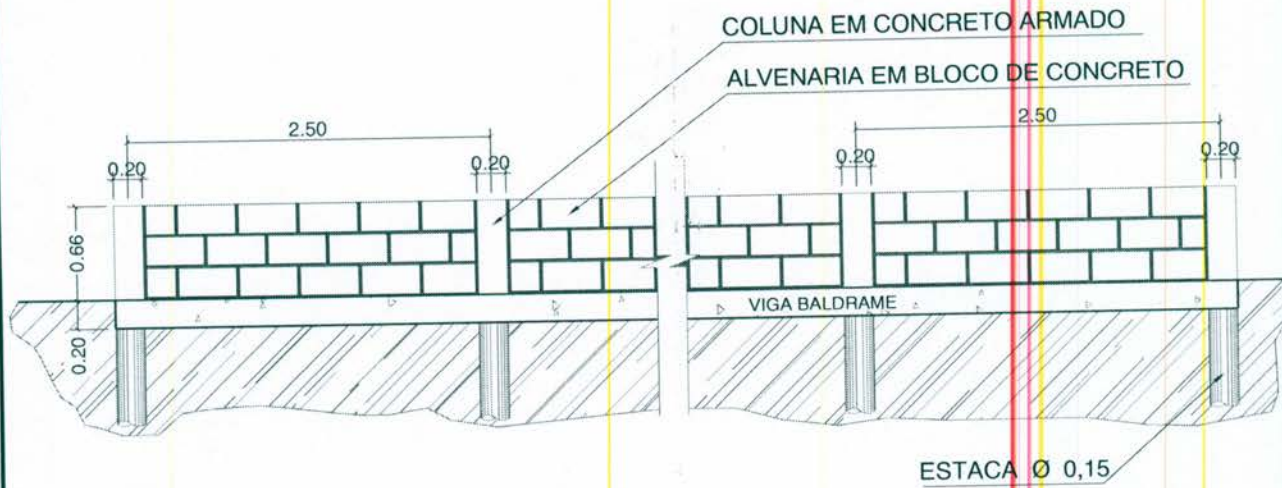 COLUNA EM CONCRETO ARMADO
ALVENARIA EM BLOCO DE CONCRETO
2.50
2.50
0.20
0.20
0.20
0.20
0.66
VIGA BALDRAME
0.20
ESTACA Ø 0,15